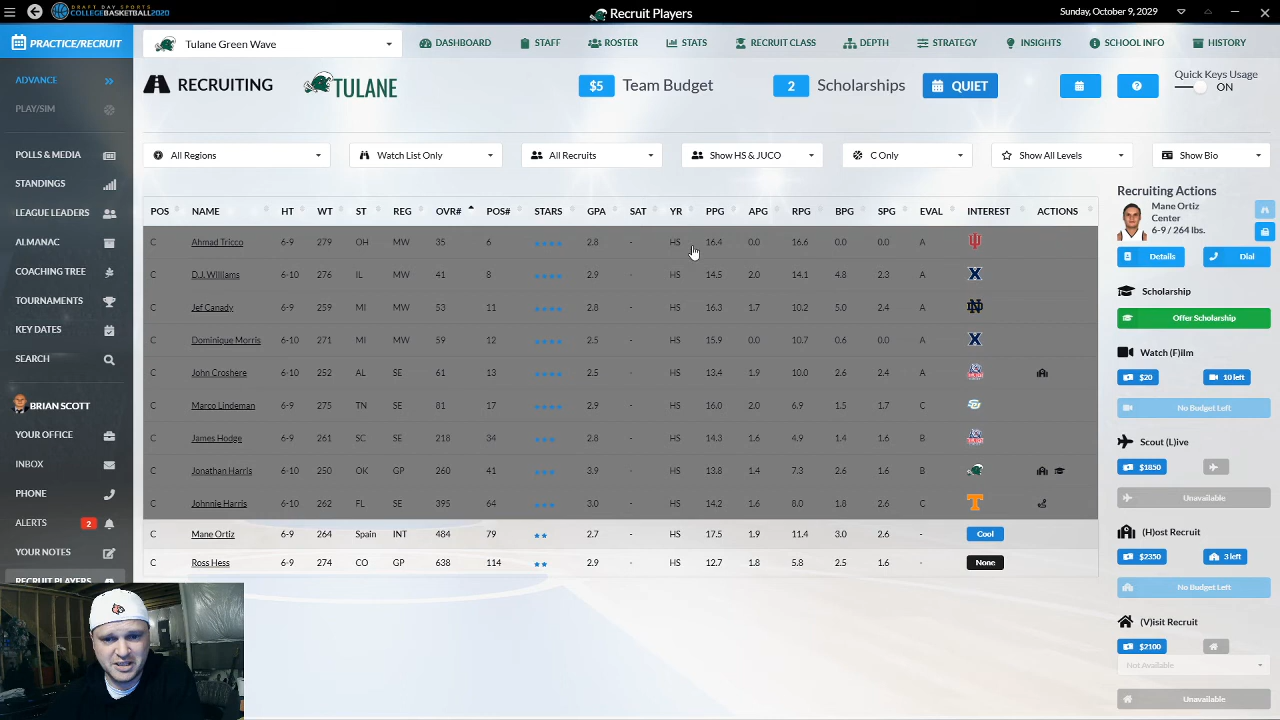 DRAFT DAY SPORTS
COLLEGE BASKETBALL 2020
Recruit Players
Sunday, October 9, 2029
PRACTICE/RECRUIT
Tulane Green Wave
DASHBOARD
STAFF
ROSTER
STATS
RECRUIT CLASS
DEPTH
STRATEGY
INSIGHTS
SCHOOL INFO
HISTORY
ADVANCE
PLAY/SIM
POLLS & MEDIA
STANDINGS
LEAGUE LEADERS
ALMANAC
COACHING TREE
TOURNAMENTS
KEY DATES
SEARCH
BRIAN SCOTT
YOUR OFFICE
INBOX
PHONE
ALERTS 2
YOUR NOTES
RECRUIT PLAYERS
RECRUITING
TULANE
$5 Team Budget
2 Scholarships
QUIET
Quick Keys Usage
ON
All Regions
Watch List Only
All Recruits
Show HS & JUCO
C Only
Show All Levels
Show Bio
POS NAME HT WT ST REG OVR# POS# STARS GPA SAT YR PPG APG RPG BPG SPG EVAL INTEREST ACTIONS
C Ahmad Tricco 6-9 279 OH MW 35 6 2.8 - HS 16.4 0.0 16.6 0.0 0.0 A
C D.J. Williams 6-10 276 IL MW 41 8 2.9 - HS 14.5 2.0 14.1 4.8 2.3 A X
C Jef Canady 6-9 259 MI MW 53 11 2.8 - HS 16.3 1.7 10.2 5.0 2.4 A
C Dominique Morris 6-10 271 MI MW 59 12 2.5 - HS 15.9 0.0 10.7 0.0 0.0 A X
C John Croshere 6-10 252 AL SE 61 13 2.5 - HS 13.4 1.9 10.0 2.6 2.4 A
C Marco Lindeman 6-9 275 TN SE 81 17 2.9 - HS 16.0 2.0 6.9 1.5 1.7 C
C James Hodge 6-9 261 SC SE 218 34 2.8 - HS 14.3 1.6 4.9 1.4 1.6 B
C Jonathan Harris 6-10 250 OK GP 260 41 3.9 - HS 13.8 1.4 7.3 2.6 1.6 B
C Johnnie Harris 6-9 262 FL SE 395 64 3.0 - HS 14.2 1.6 8.0 1.8 2.6 C T
C Mane Ortiz 6-9 264 Spain INT 484 79 2.7 - HS 17.5 1.9 11.4 3.0 2.6 - Cool
C Ross Hess 6-9 274 CO GP 638 114 2.9 - HS 12.7 1.8 5.8 2.5 1.6 - None
Recruiting Actions
Mane Ortiz
Center
6-9 / 264 lbs.
Details
Dial
Scholarship
Offer Scholarship
Watch (F)ilm
$20
10 left
No Budget Left
Scout (L)ive
$1850
Unavailable
(H)ost Recruit
$2350
3 left
No Budget Left
(V)isit Recruit
$2100
Not Available
Unavailable